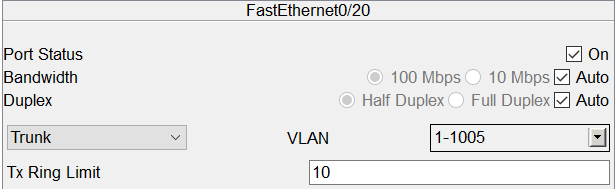 FastEthernet0/20
Port Status On
Bandwidth 100 Mbps 10 Mbps Auto
Duplex Half Duplex Full Duplex Auto
Trunk VLAN 1-1005
Tx Ring Limit 10